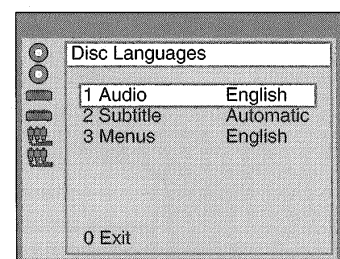 Disc Languages
1 Audio English
2 Subtitle Automatic
3 Menus English
0 Exit